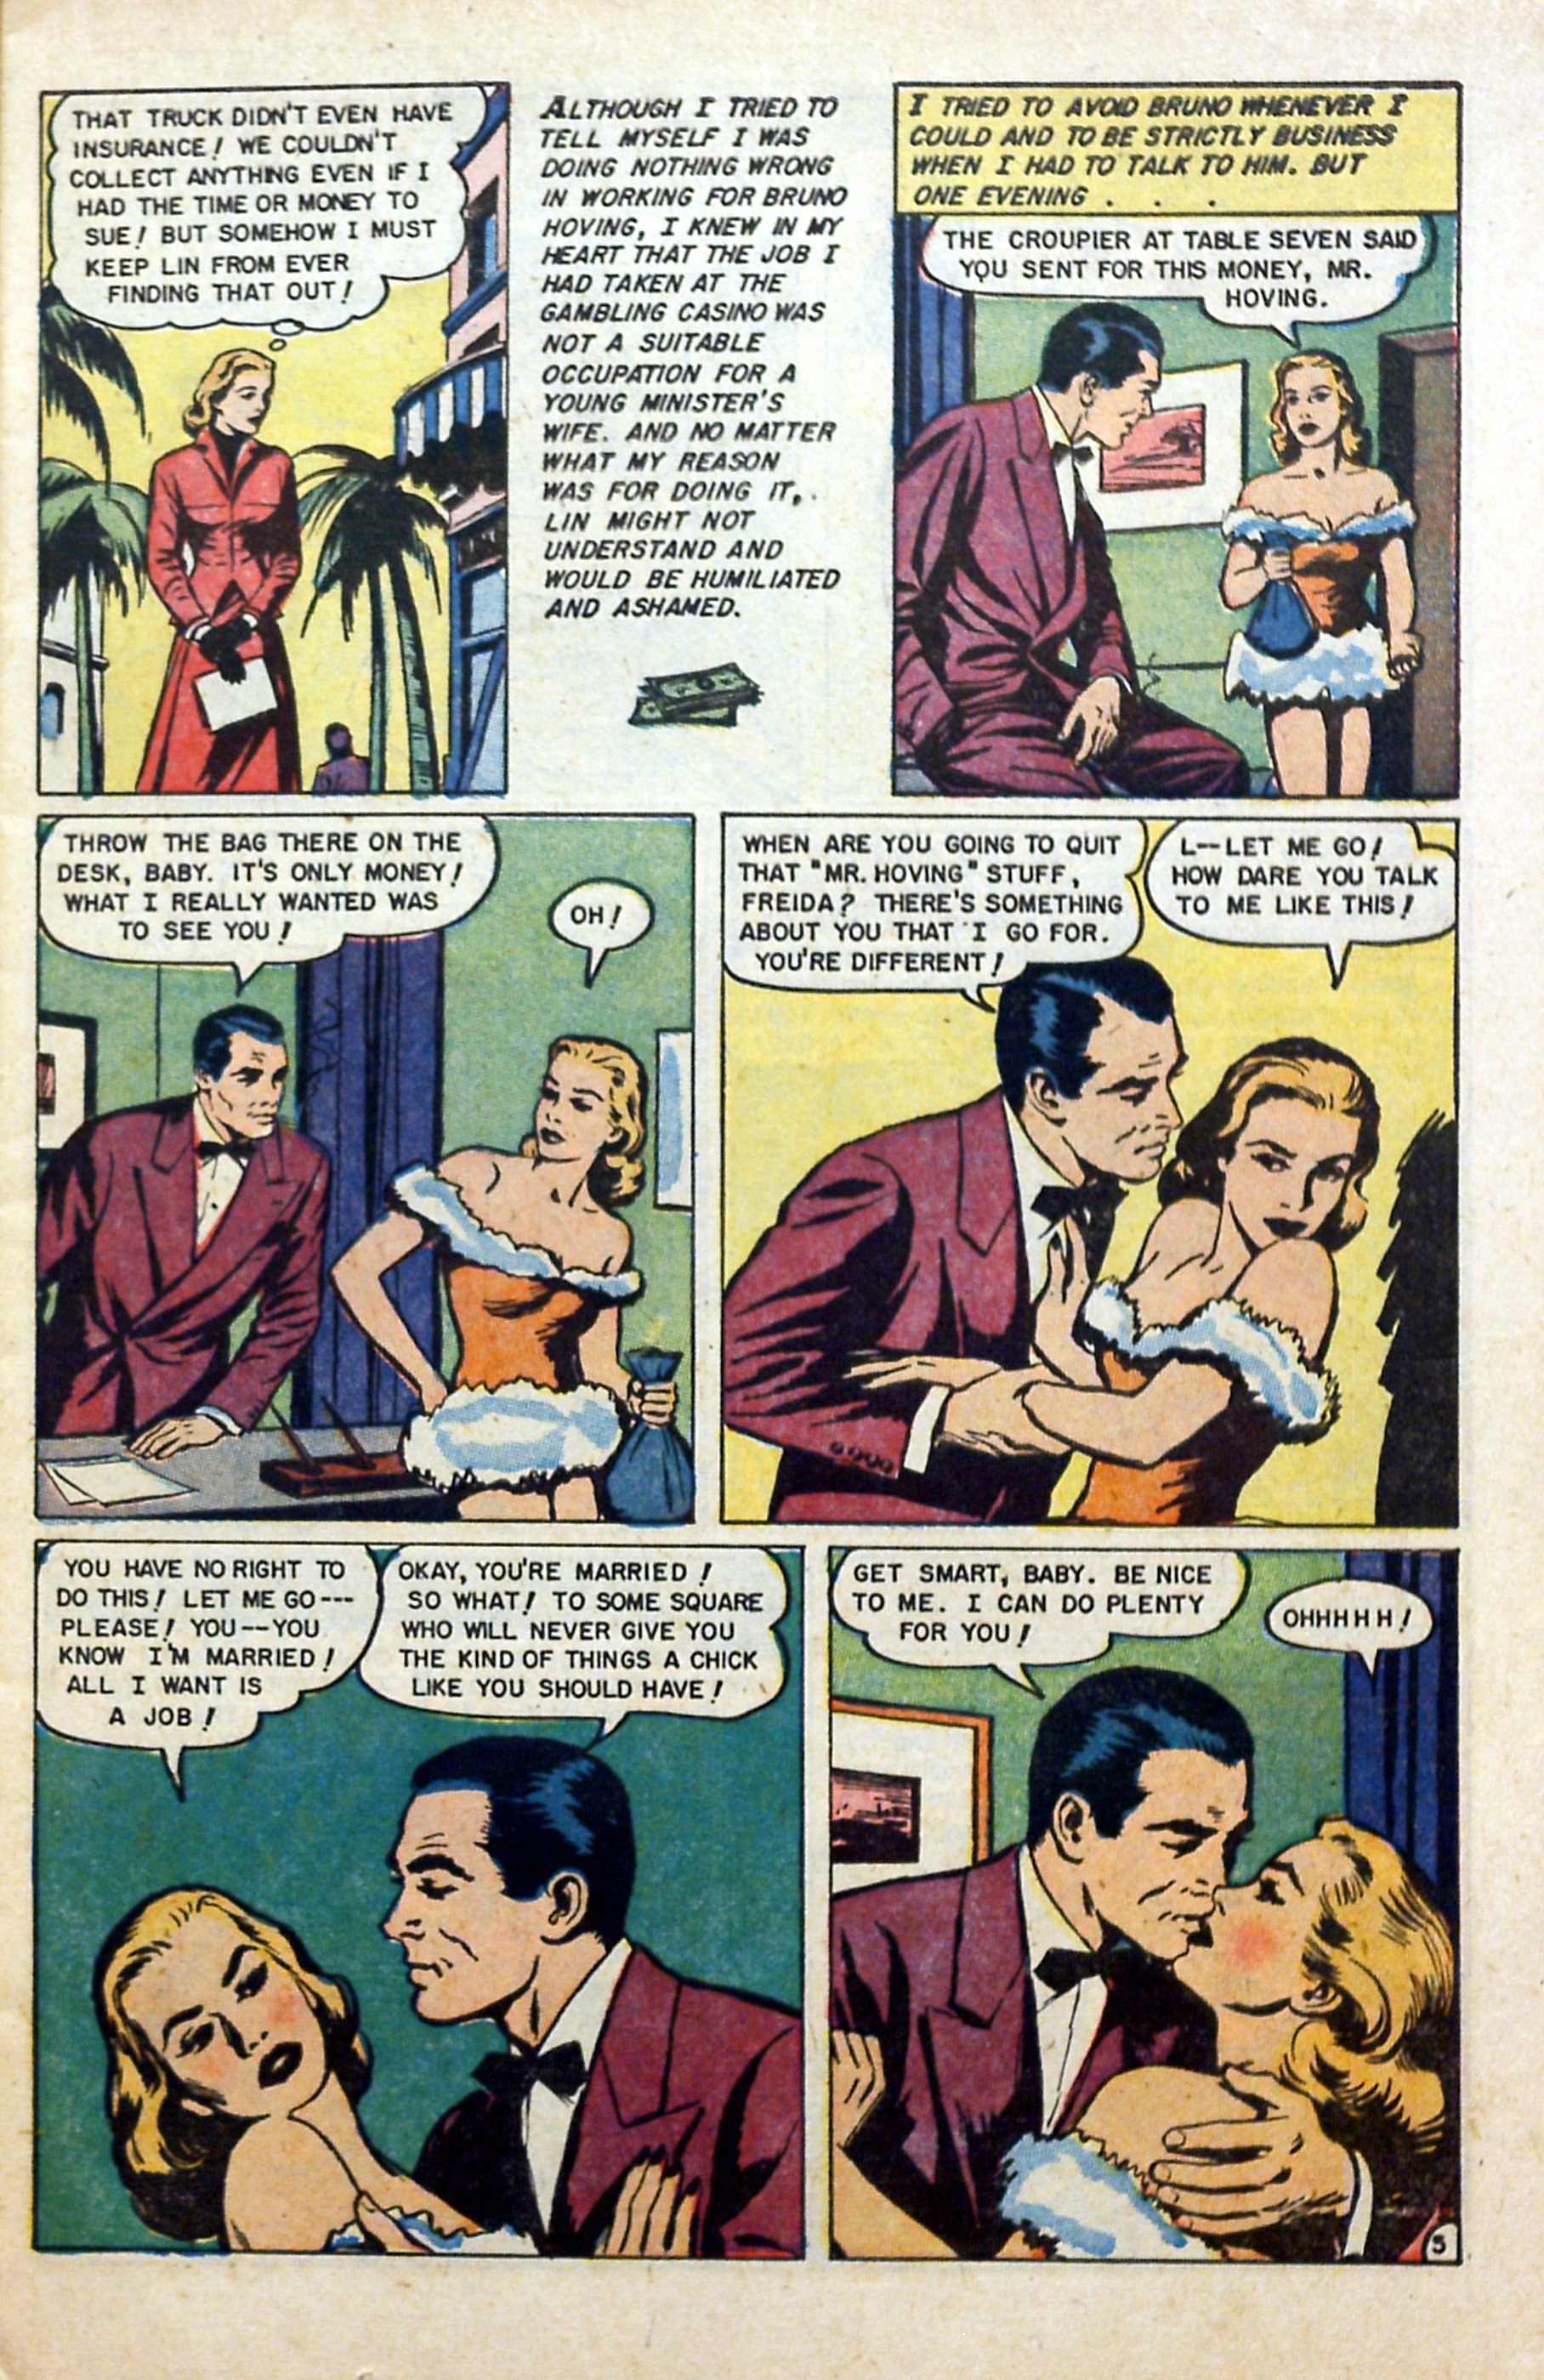 THAT TRUCK DIDN'T EVEN HAVE
INSURANCE! WE COULDN'T
COLLECT ANYTHING EVEN IF I
HAD THE TIME OR MONEY TO
SUE! BUT SOMEHOW I MUST
KEEP LIN FROM EVER
FINDING THAT OUT!
ALTHOUGH I TRIED TO
TELL MYSELF I WAS
DOING NOTHING WRONG
IN WORKING FOR BRUNO
HOVING, I KNEW IN MY
HEART THAT THE JOB I
HAD TAKEN AT THE
GAMBLING CASINO WAS
NOT A SUITABLE
OCCUPATION FOR A
YOUNG MINISTER'S
WIFE. AND NO MATTER
WHAT MY REASON
WAS FOR DOING IT,
LIN MIGHT NOT
UNDERSTAND AND
WOULD BE HUMILIATED
AND ASHAMED.
I TRIED TO AVOID BRUNO WHENEVER I
COULD AND TO BE STRICTLY BUSINESS
WHEN I HAD TO TALK TO HIM. BUT
ONE EVENING . . .
THE CROUPIER AT TABLE SEVEN SAID
YOU SENT FOR THIS MONEY, MR.
HOVING.
THROW THE BAG THERE ON THE
DESK, BABY. IT'S ONLY MONEY!
WHAT I REALLY WANTED WAS
TO SEE YOU!
OH!
WHEN ARE YOU GOING TO QUIT
THAT "MR. HOVING" STUFF,
FREIDA? THERE'S SOMETHING
ABOUT YOU THAT I GO FOR.
YOU'RE DIFFERENT!
L--LET ME GO!
HOW DARE YOU TALK
TO ME LIKE THIS!
YOU HAVE NO RIGHT TO
DO THIS! LET ME GO---
PLEASE! YOU--YOU
KNOW I'M MARRIED!
ALL I WANT IS
A JOB!
OKAY, YOU'RE MARRIED!
SO WHAT! TO SOME SQUARE
WHO WILL NEVER GIVE YOU
THE KIND OF THINGS A CHICK
LIKE YOU SHOULD HAVE!
GET SMART, BABY. BE NICE
TO ME. I CAN DO PLENTY
FOR YOU!
OHHHHH!
5